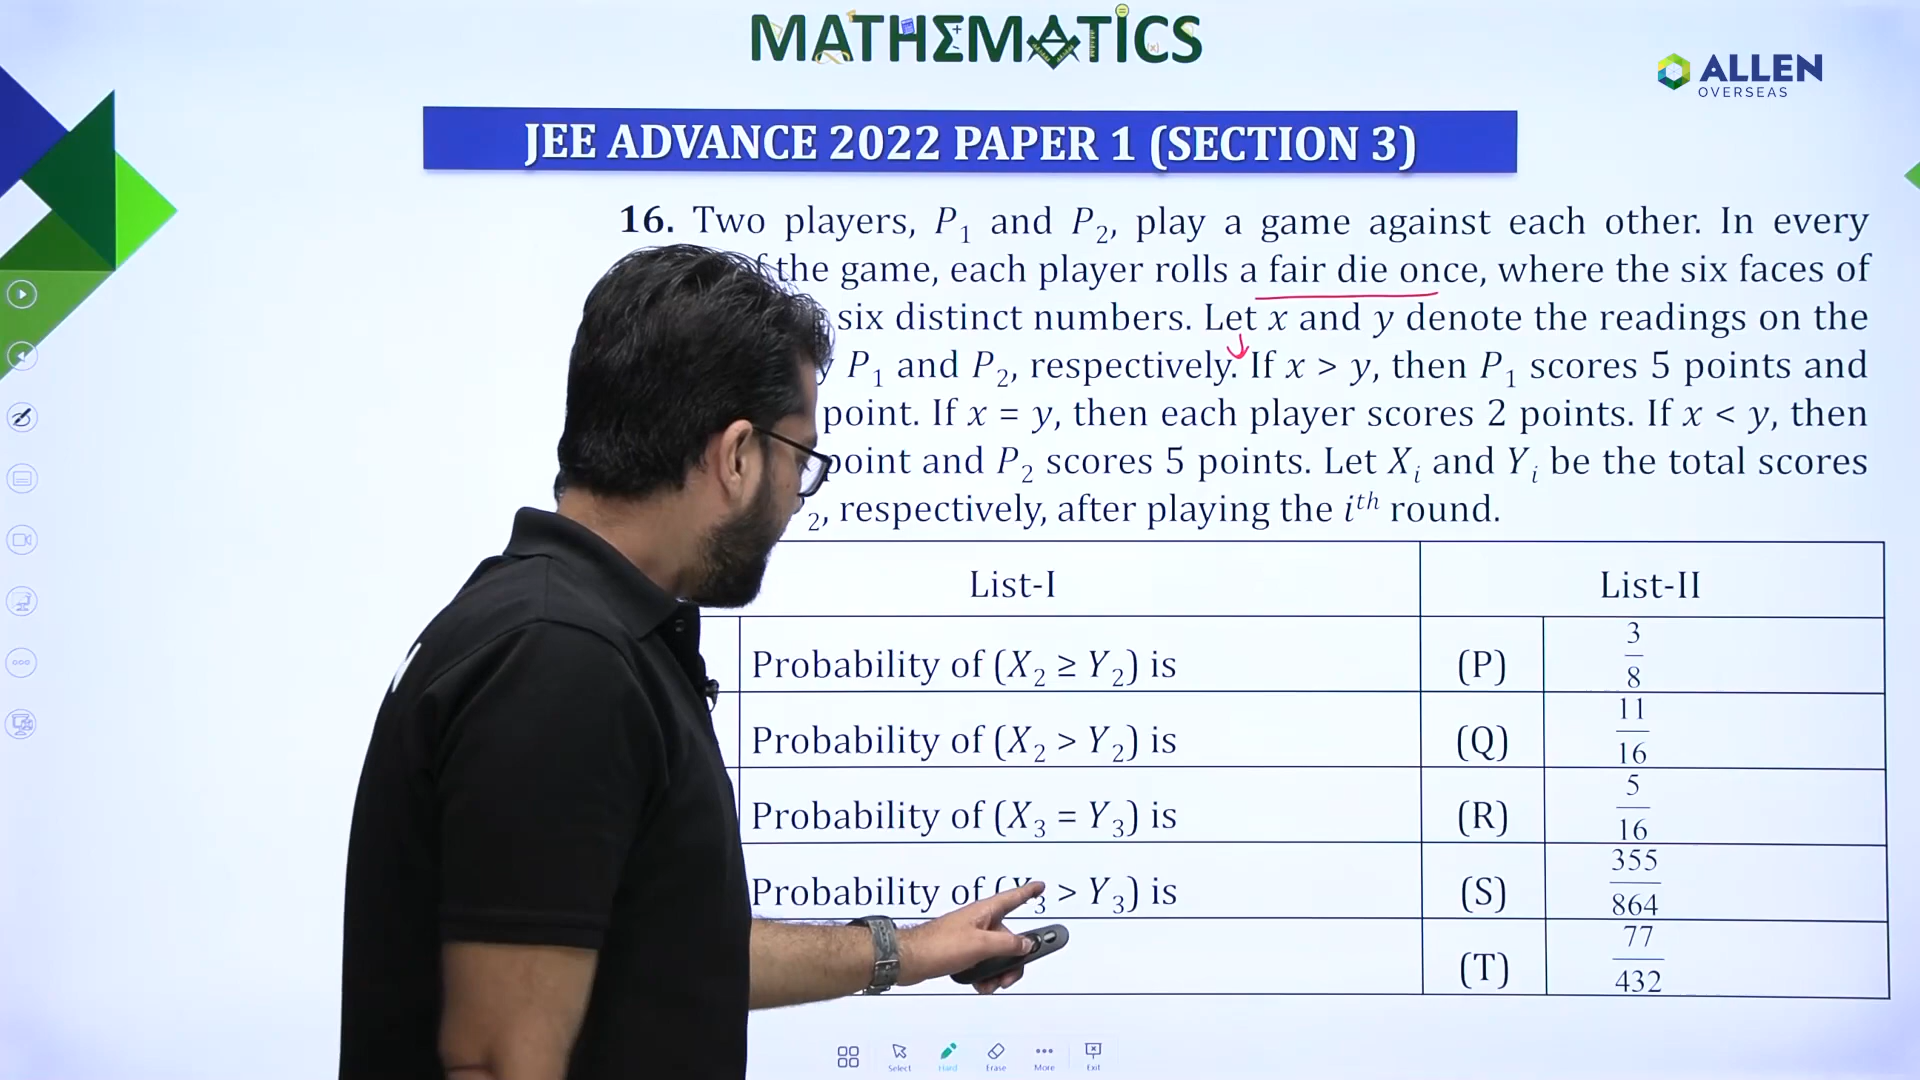 MATHEMATICS
ALLEN
OVERSEAS
JEE ADVANCE 2022 PAPER 1 (SECTION 3)
16. Two players, P₁ and P₂, play a game against each other. In every
the game, each player rolls a fair die once, where the six faces of
six distinct numbers. Let x and y denote the readings on the
P₁ and P₂, respectively. If x > y, then P₁ scores 5 points and
point. If x = y, then each player scores 2 points. If x < y, then
point and P₂ scores 5 points. Let Xᵢ and Yᵢ be the total scores
₂, respectively, after playing the iᵗʰ round.
List-I List-II
Probability of (X₂ ≥ Y₂) is (P) 3/8
Probability of (X₂ > Y₂) is (Q) 11/16
Probability of (X₃ = Y₃) is (R) 5/16
Probability of (X₃ > Y₃) is (S) 355/864
(T) 77/432
Select Hard Erase More Exit